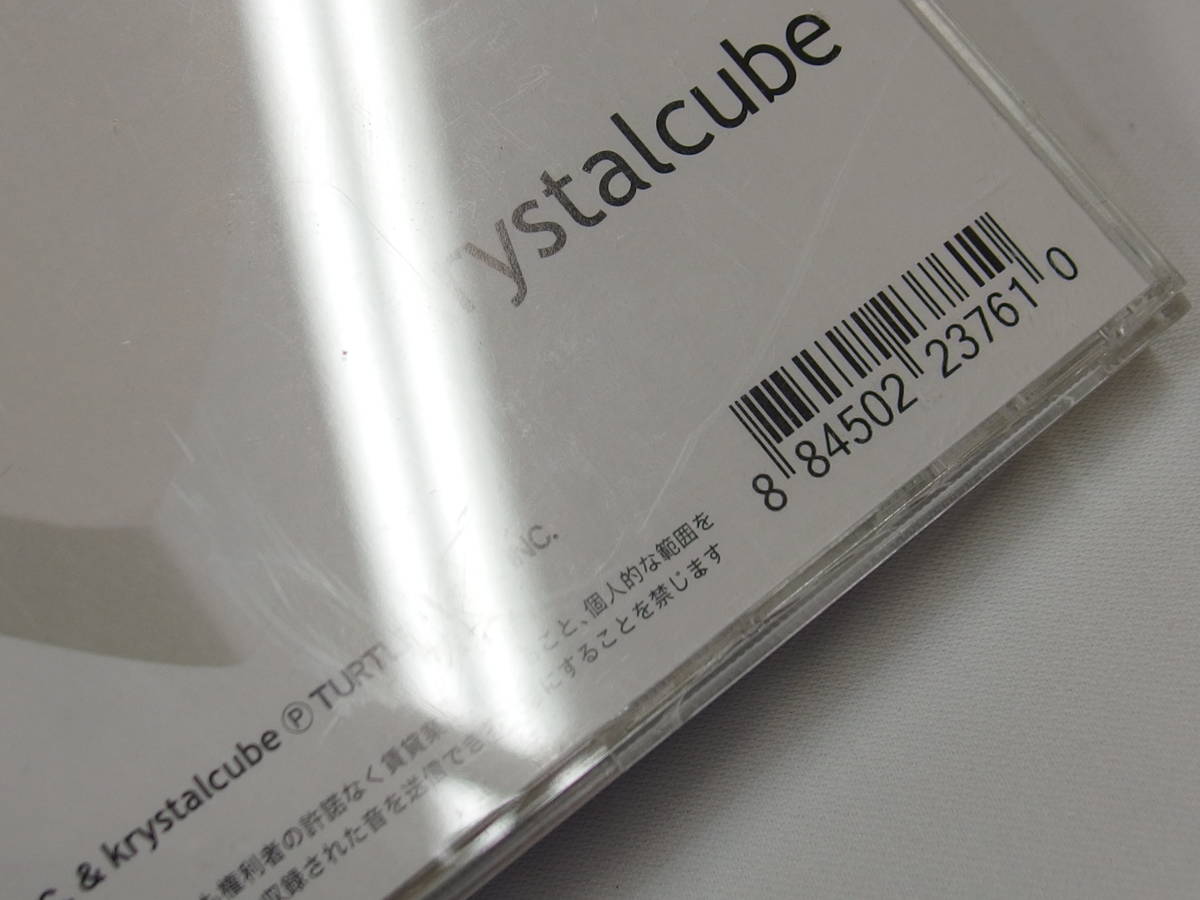 rystalcube
8 84502 23761 0
& krystalcube Ⓟ TURT NC.
権利者の許諾なく賃貸業 こと、個人的な範囲を
収録された音を送信でき にすることを禁じます